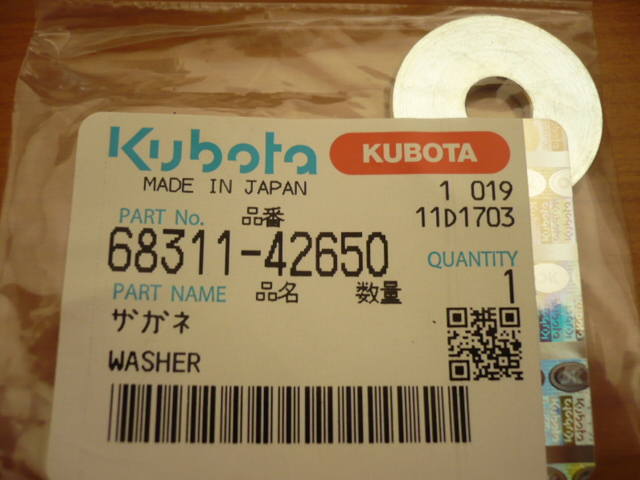 Kubota KUBOTA
MADE IN JAPAN 1 019
PART No. 品番 11D1703
68311-42650 QUANTITY
PART NAME 品名 数量 1
ザガネ
WASHER